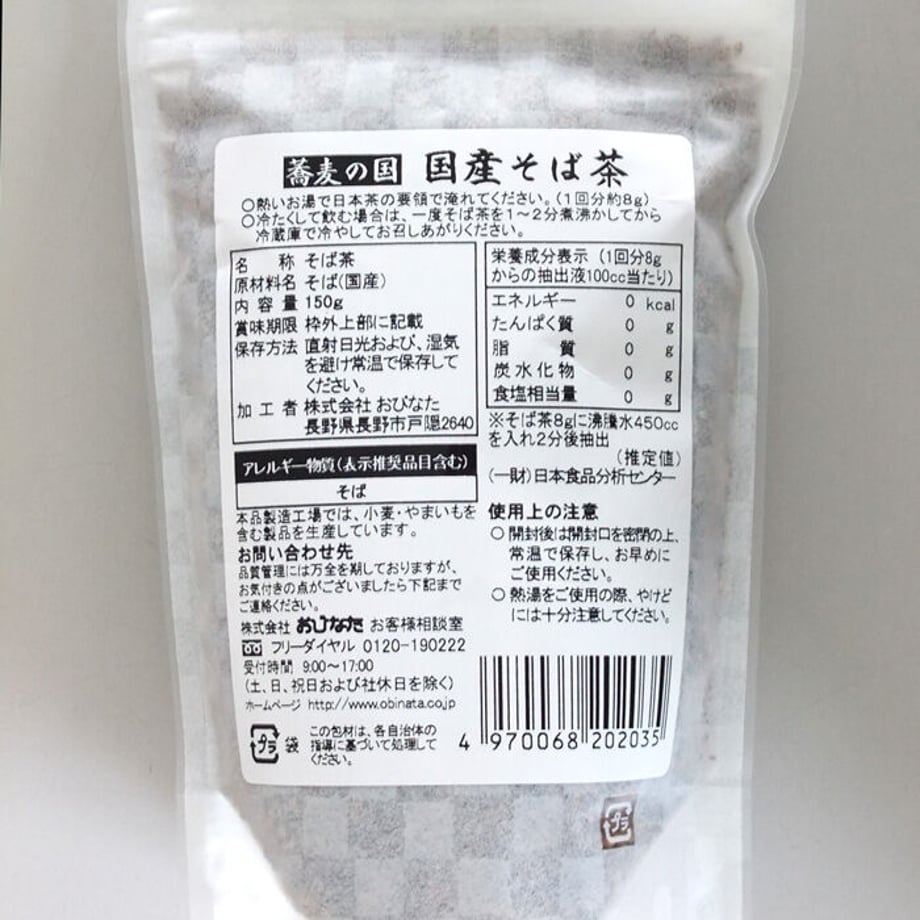 蕎麦の国 国産そば茶
○熱いお湯で日本茶の要領で淹れてください。(1回分約8g)
○冷たくして飲む場合は、一度そば茶を1～2分煮沸かしてから
冷蔵庫で冷やしてお召しあがりください。
名称 そば茶
原材料名 そば(国産)
内容量 150g
賞味期限 枠外上部に記載
保存方法 直射日光および、湿気
を避け常温で保存して
ください。
加工者 株式会社 おびなた
長野県長野市戸隠2640
アレルギー物質(表示推奨品目含む)
そば
本品製造工場では、小麦・やまいもを
含む製品を生産しています。
お問い合わせ先
品質管理には万全を期しておりますが、
お気付きの点がございましたら下記まで
ご連絡ください。
株式会社 おびなた お客様相談室
フリーダイヤル 0120-190222
受付時間 9:00～17:00
(土、日、祝日および社休日を除く)
ホームページ http://www.obinata.co.jp
プラ 袋 この包材は、各自治体の
指導に基づいて処理して
ください。
栄養成分表示 (1回分8g
からの抽出液100cc当たり)
エネルギー 0 kcal
たんぱく質 0 g
脂質 0 g
炭水化物 0 g
食塩相当量 0 g
※そば茶8gに沸騰水450cc
を入れ2分後抽出
(推定値)
(一財)日本食品分析センター
使用上の注意
○開封後は開封口を密閉の上、
常温で保存し、お早めに
ご使用ください。
○熱湯をご使用の際、やけど
には十分注意してください。
4 970068 202035
プラ